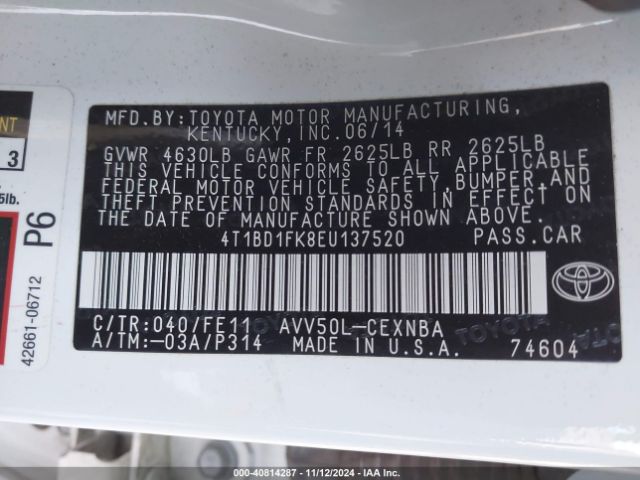 MFD.BY:TOYOTA MOTOR MANUFACTURING,
KENTUCKY,INC.06/14
GVWR 4630LB GAWR FR 2625LB RR 2625LB
THIS VEHICLE CONFORMS TO ALL APPLICABLE
FEDERAL MOTOR VEHICLE SAFETY,BUMPER,AND
THEFT PREVENTION STANDARDS IN EFFECT ON
THE DATE OF MANUFACTURE SHOWN ABOVE.
4T1BD1FK8EU137520 PASS.CAR
C/TR:040/FE11 AVV50L-CEXNBA
A/TM:-03A/P314 MADE IN U.S.A. 74604
3
5lb.
P6
42661-06712
000-40814287 - 11/12/2024 - IAA Inc.